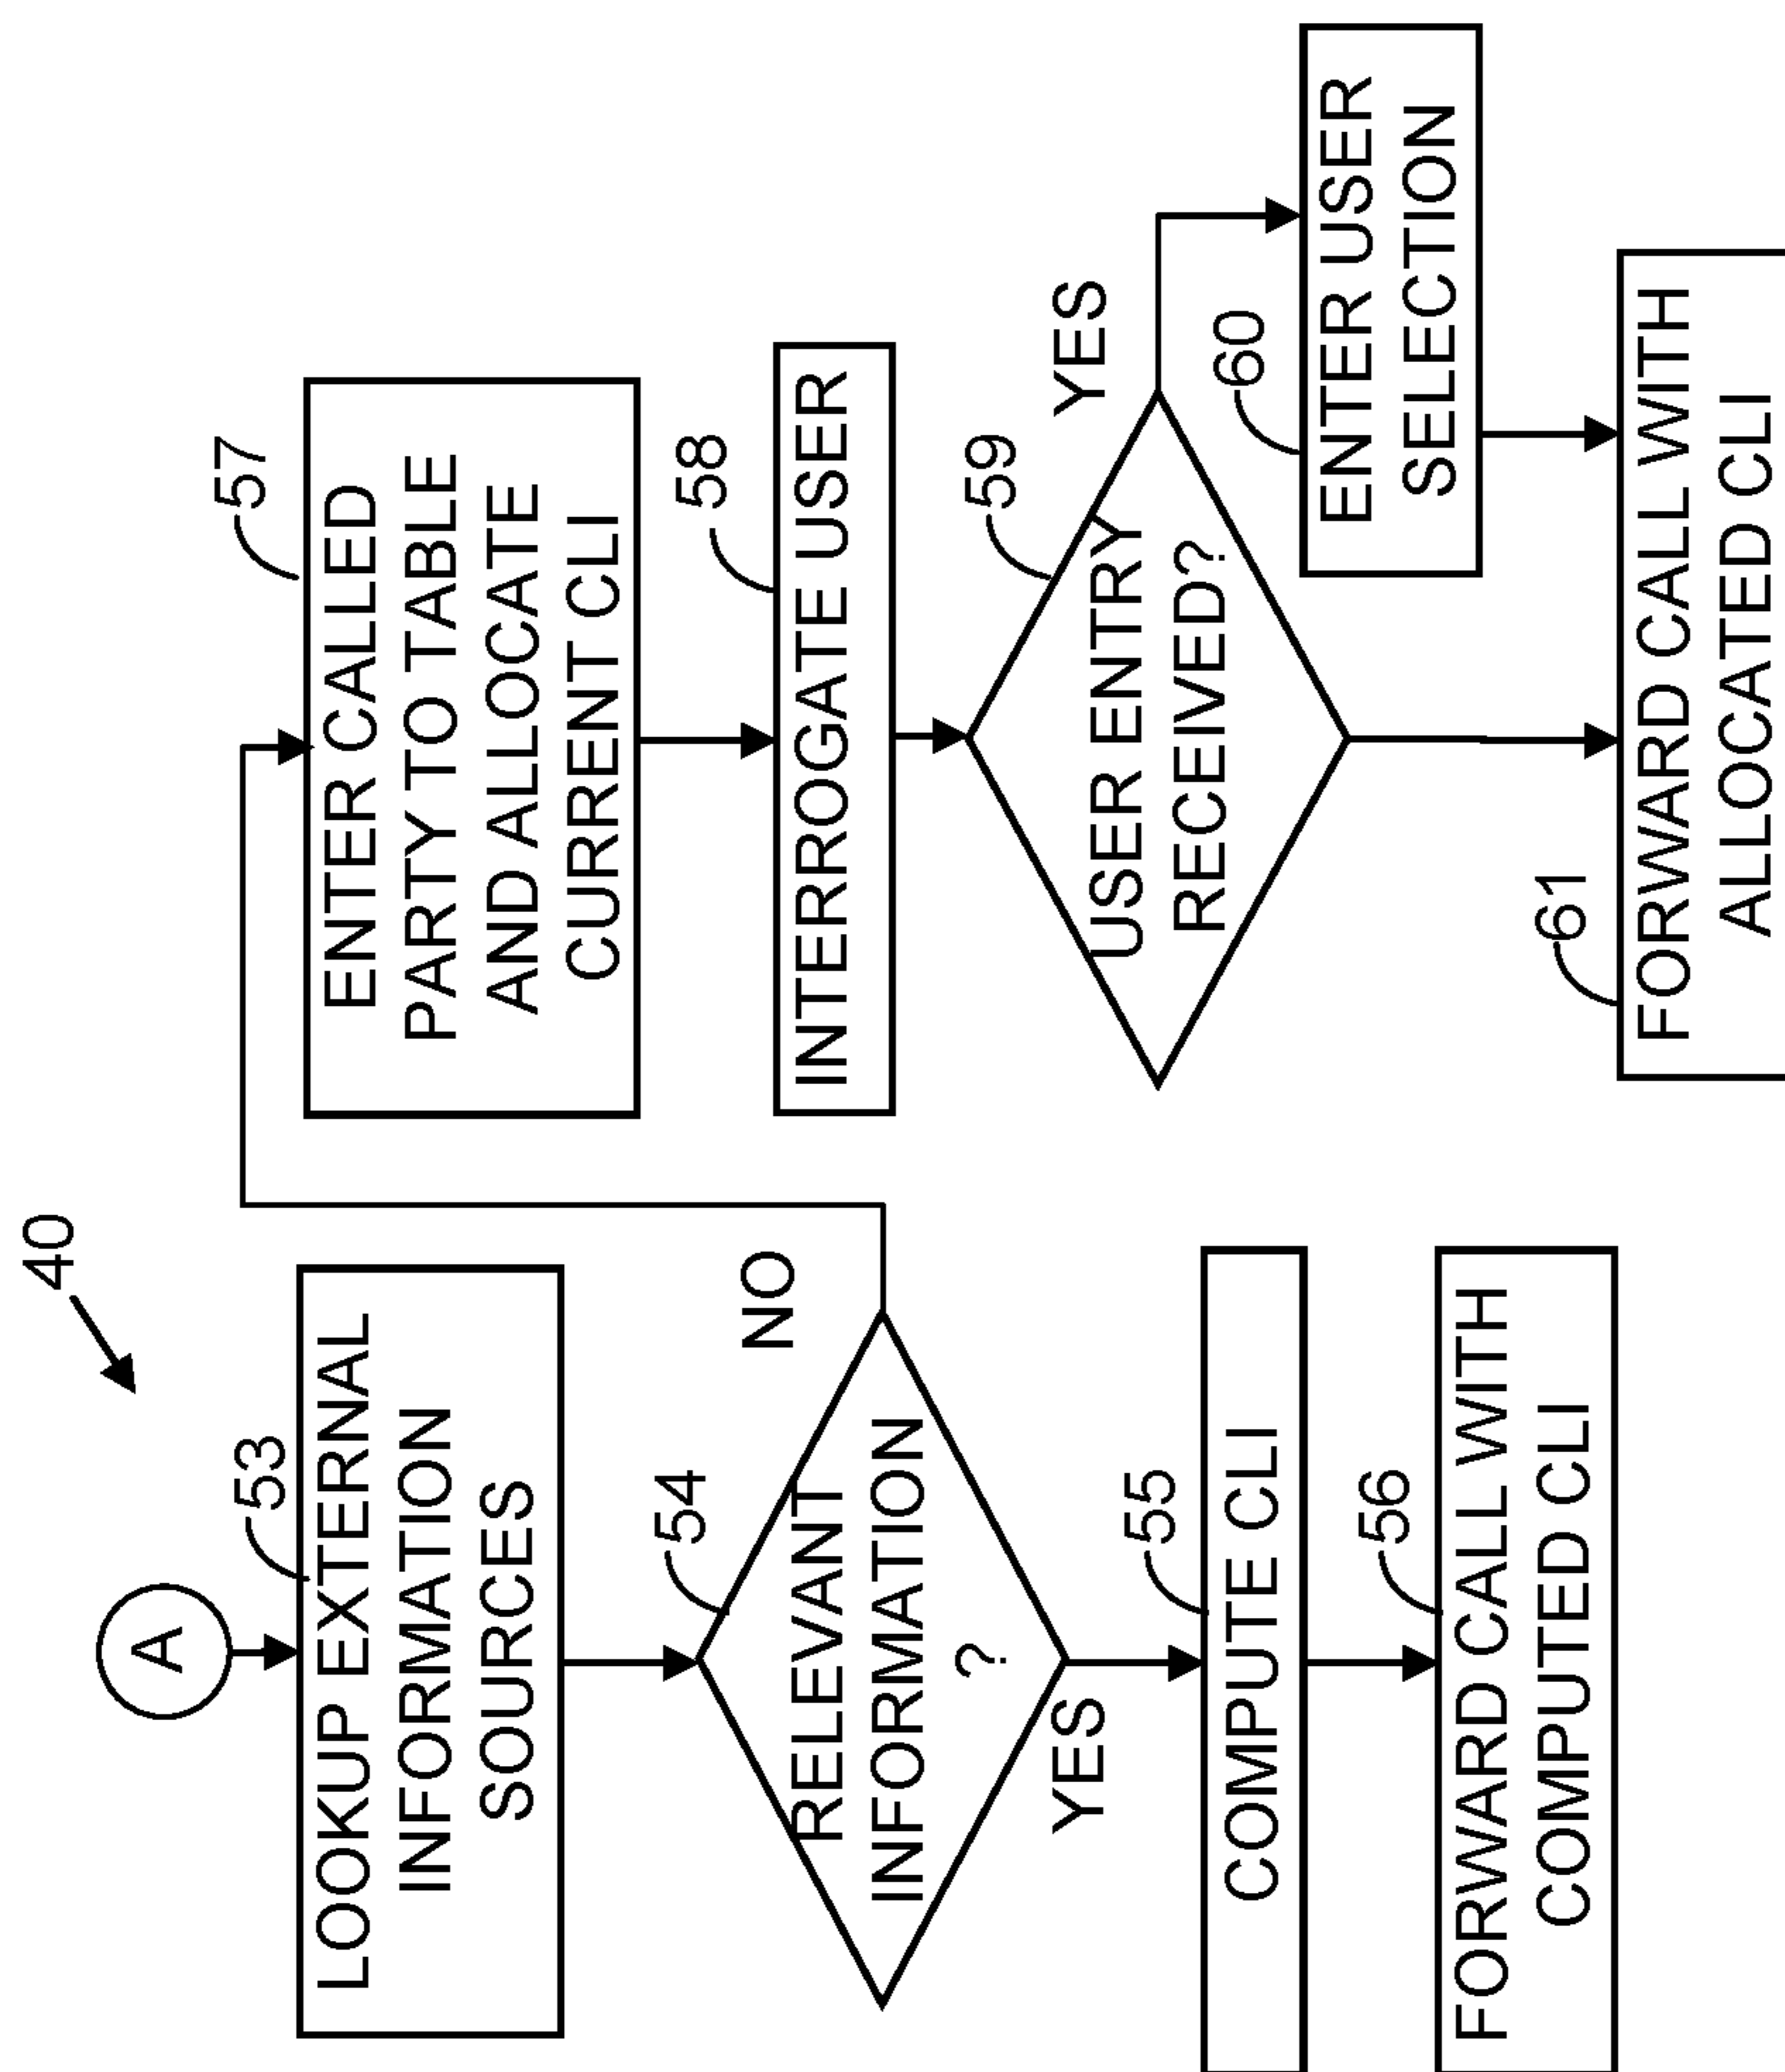 40
A
53
LOOKUP EXTERNAL
INFORMATION
SOURCES
54
RELEVANT
INFORMATION
?
NO
YES
55
COMPUTE CLI
56
FORWARD CALL WITH
COMPUTED CLI
57
ENTER CALLED
PARTY TO TABLE
AND ALLOCATE
CURRENT CLI
58
INTERROGATE USER
59
USER ENTRY
RECEIVED?
YES
60
ENTER USER
SELECTION
61
FORWARD CALL WITH
ALLOCATED CLI